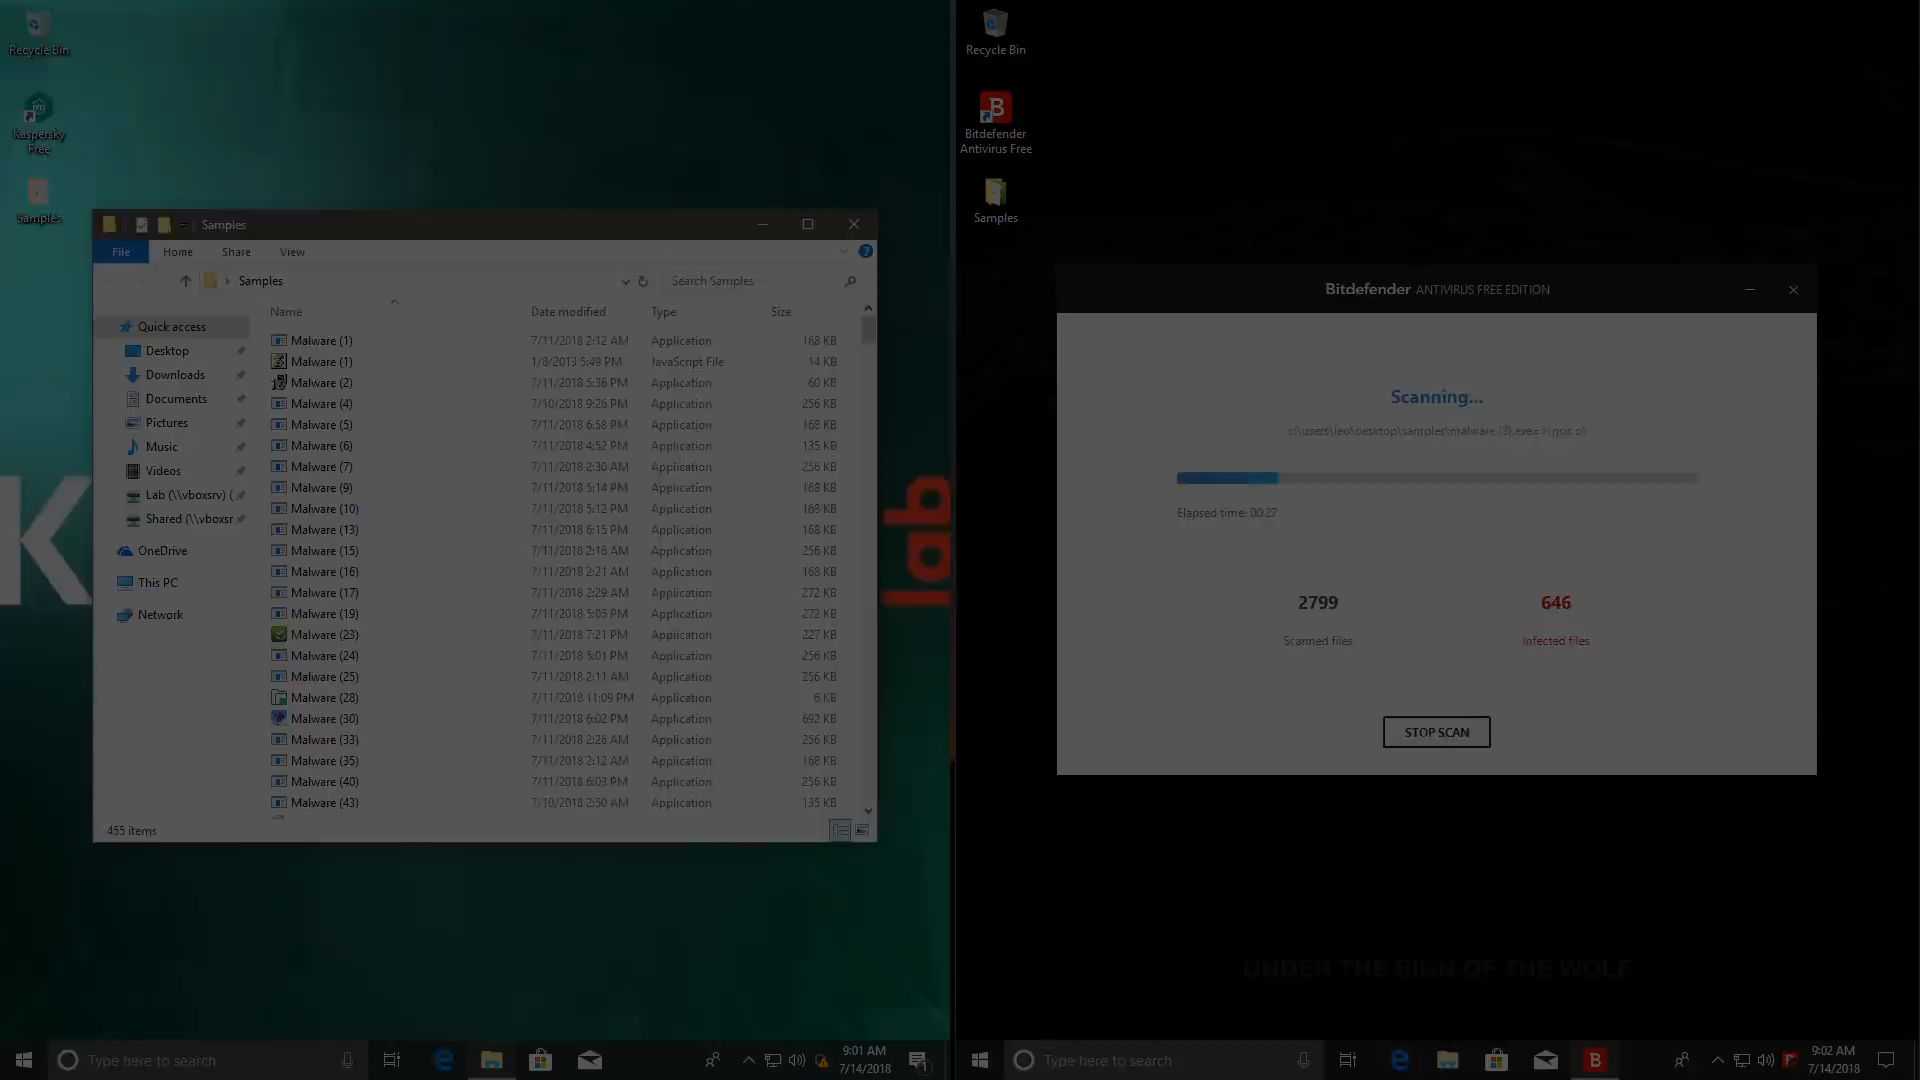 Recycle Bin
Kaspersky
Free
Samples
K
lab
Samples
File
Home
Share
View
Samples
Search Samples
Name
Date modified
Type
Size
Quick access
Desktop
Downloads
Documents
Pictures
Music
Videos
Lab (\\vboxsrv) (
Shared (\\vboxsr
OneDrive
This PC
Network
Malware (1) 7/11/2018 2:12 AM Application 168 KB
Malware (1) 1/8/2013 5:49 PM JavaScript File 14 KB
Malware (2) 7/11/2018 5:36 PM Application 60 KB
Malware (4) 7/10/2018 9:26 PM Application 256 KB
Malware (5) 7/11/2018 6:58 PM Application 168 KB
Malware (6) 7/11/2018 4:52 PM Application 135 KB
Malware (7) 7/11/2018 2:30 AM Application 256 KB
Malware (9) 7/11/2018 5:14 PM Application 168 KB
Malware (10) 7/11/2018 5:12 PM Application 168 KB
Malware (13) 7/11/2018 6:15 PM Application 168 KB
Malware (15) 7/11/2018 2:16 AM Application 256 KB
Malware (16) 7/11/2018 2:21 AM Application 168 KB
Malware (17) 7/11/2018 2:29 AM Application 272 KB
Malware (19) 7/11/2018 5:05 PM Application 272 KB
Malware (23) 7/11/2018 7:21 PM Application 227 KB
Malware (24) 7/11/2018 5:01 PM Application 256 KB
Malware (25) 7/11/2018 2:11 AM Application 256 KB
Malware (28) 7/11/2018 11:09 PM Application 6 KB
Malware (30) 7/11/2018 6:02 PM Application 692 KB
Malware (33) 7/11/2018 2:26 AM Application 256 KB
Malware (35) 7/11/2018 2:12 AM Application 168 KB
Malware (40) 7/11/2018 6:03 PM Application 256 KB
Malware (43) 7/10/2018 2:50 AM Application 135 KB
455 items
Type here to search
9:01 AM
7/14/2018
1
Recycle Bin
B
Bitdefender
Antivirus Free
Samples
Bitdefender ANTIVIRUS FREE EDITION
Scanning...
c:\users\leo\desktop\samples\malware (3).exe=>(nsis o)
Elapsed time: 00:27
2799
646
Scanned files
Infected files
STOP SCAN
UNDER THE SIGN OF THE WOLF
Type here to search
B
9:02 AM
7/14/2018